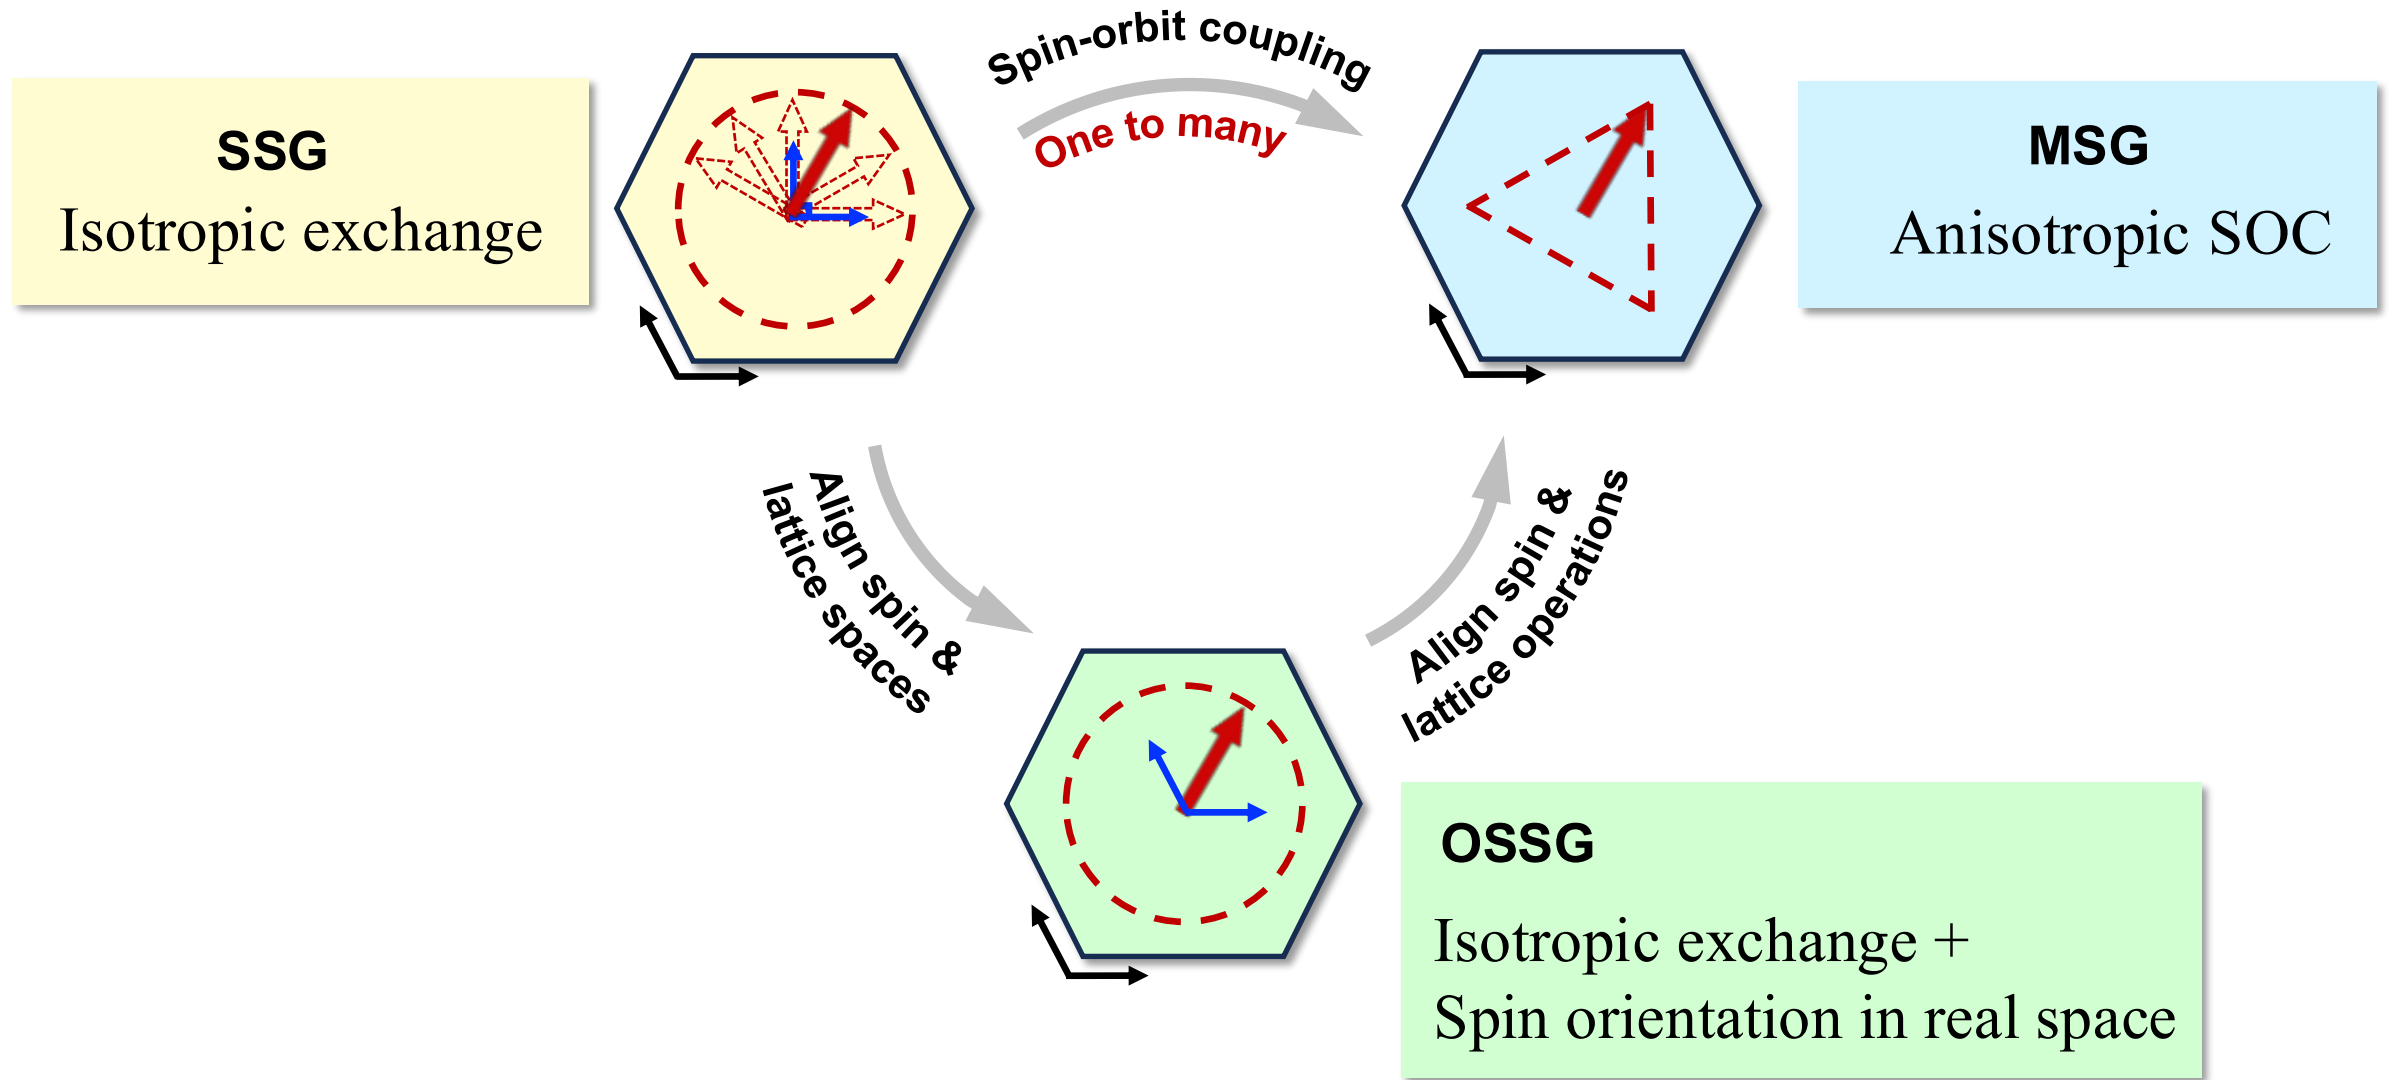 SSG
Isotropic exchange
Spin-orbit coupling
One to many
MSG
Anisotropic SOC
Align spin &
lattice spaces
Align spin &
lattice operations
OSSG
Isotropic exchange +
Spin orientation in real space